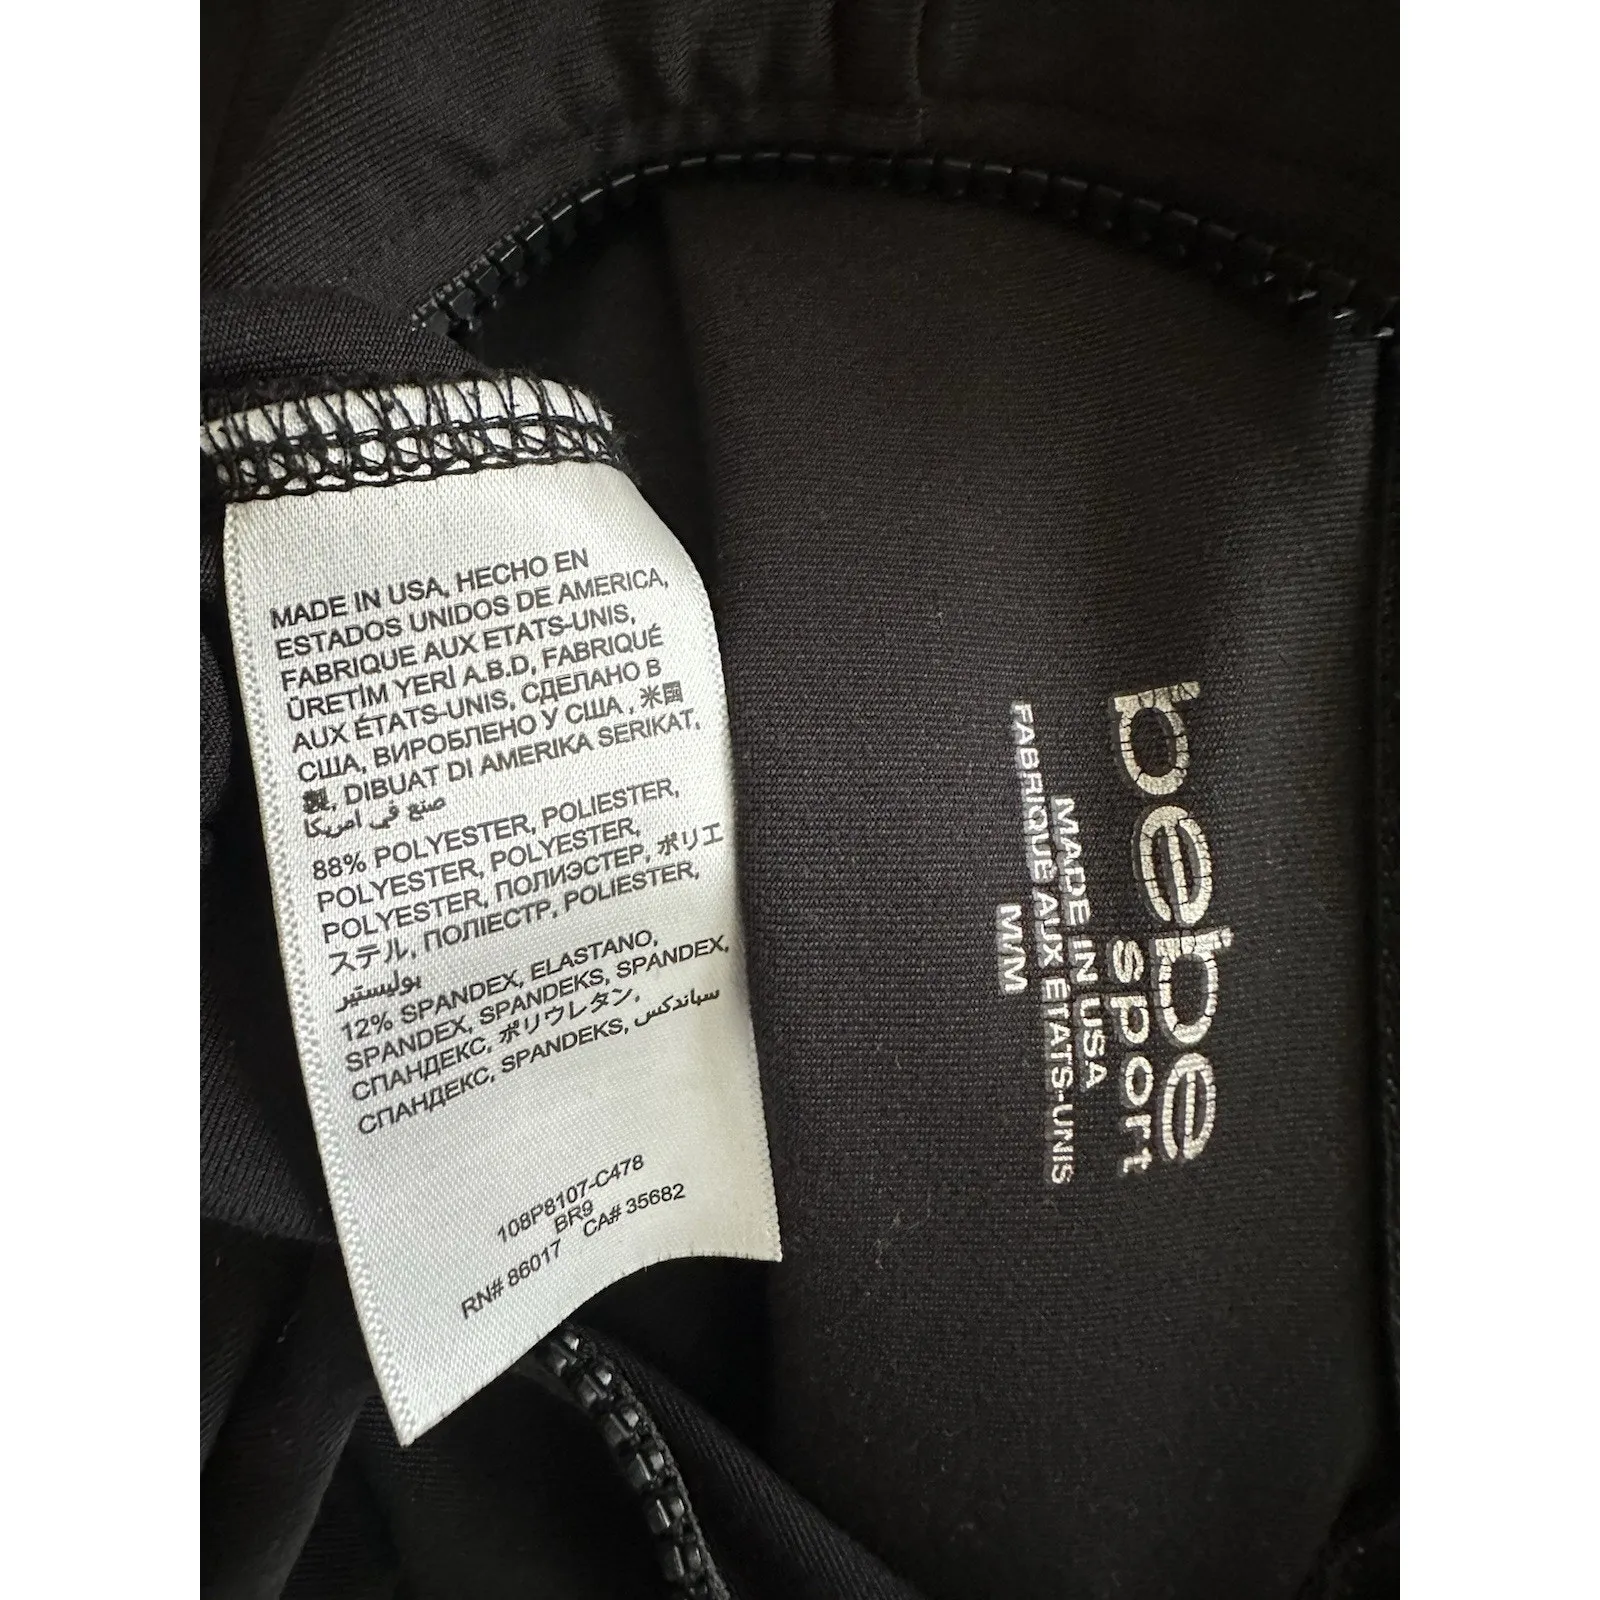 MADE IN USA, HECHO EN
ESTADOS UNIDOS DE AMERICA,
FABRIQUE AUX ETATS-UNIS,
ÜRETİM YERİ A.B.D, FABRIQUÉ
AUX ÉTATS-UNIS, СДЕЛАНО В
США, ВИРОБЛЕНО У США , 米国
製, DIBUAT DI AMERIKA SERIKAT,
صنع في امريكا
88% POLYESTER, POLIESTER,
POLYESTER, POLYESTER,
POLYESTER, ПОЛИЭСТЕР, ポリエ
ステル, ПОЛІЕСТР, POLIESTER,
بوليستير
12% SPANDEX, ELASTANO,
SPANDEX, SPANDEKS, SPANDEX,
СПАНДЕКС, ポリウレタン,
СПАНДЕКС, SPANDEKS, سباندكس
108P8107-C478
BR9
RN# 86017 CA# 35682
bebe
sport
MADE IN USA
FABRIQUE AUX ETATS-UNIS
M/M